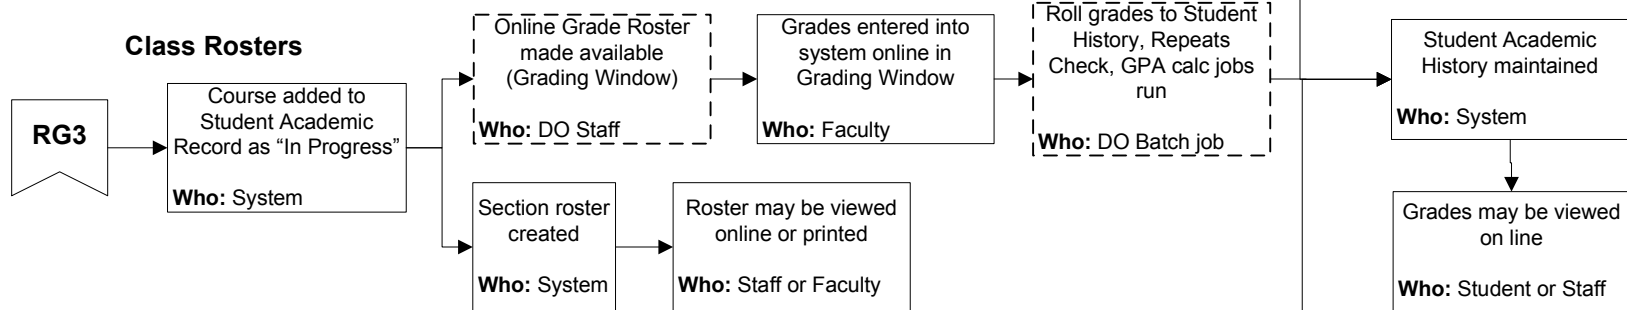 Class Rosters
RG3
Course added to
Student Academic
Record as “In Progress”
Who: System
Online Grade Roster
made available
(Grading Window)
Who: DO Staff
Grades entered into
system online in
Grading Window
Who: Faculty
Roll grades to Student
History, Repeats
Check, GPA calc jobs
run
Who: DO Batch job
Student Academic
History maintained
Who: System
Section roster
created
Who: System
Roster may be viewed
online or printed
Who: Staff or Faculty
Grades may be viewed
on line
Who: Student or Staff